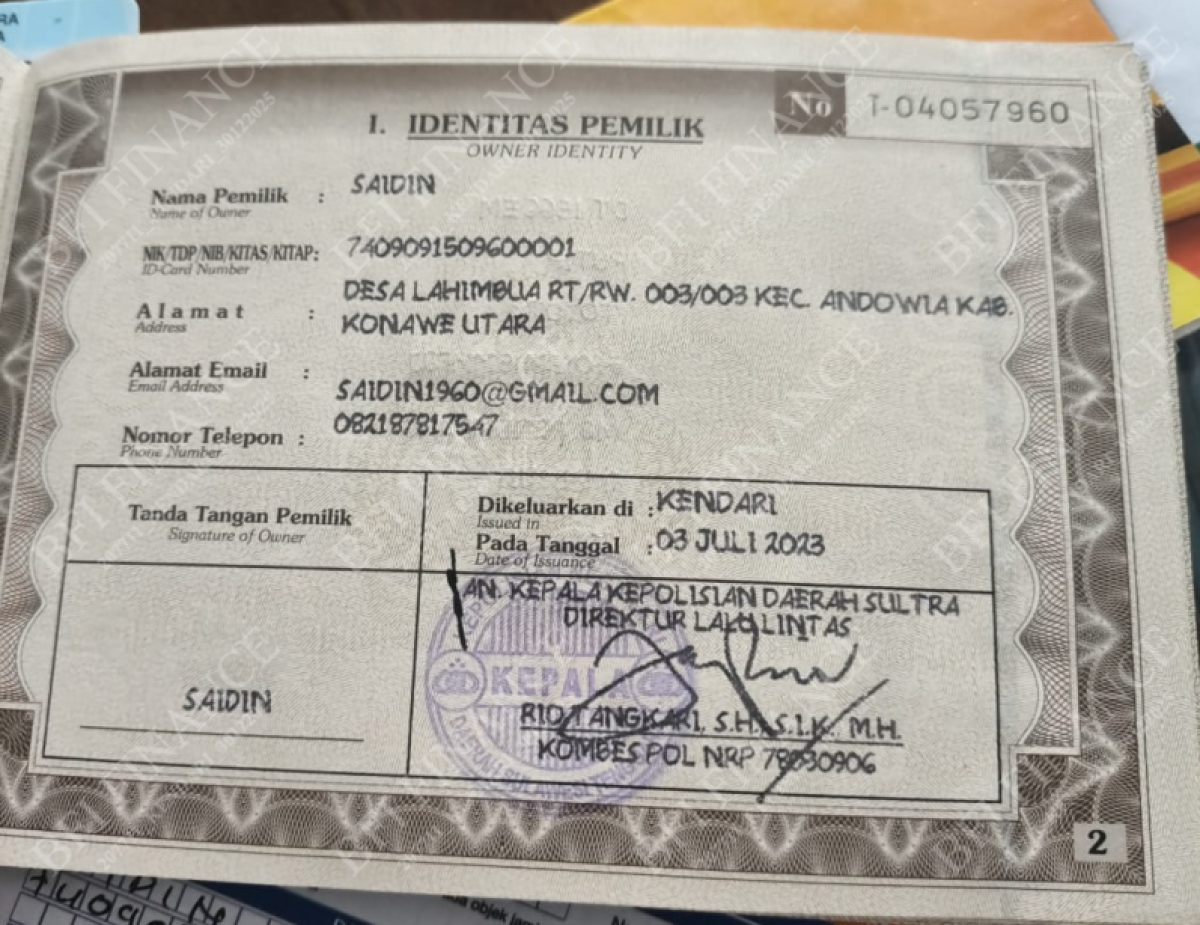 RA
A
No T-04057960
I. IDENTITAS PEMILIK
OWNER IDENTITY
Nama Pemilik : SAIDIN
Name of Owner
NIK/TDP/NIB/KITAS/KITAP: 7409091509600001
ID-Card Number
Alamat : DESA LAHIMBUA RT/RW. 003/003 KEC. ANDOWIA KAB.
Address
KONAWE UTARA
Alamat Email : SAIDIN1960@GMAIL.COM
Email Address
Nomor Telepon : 082187817547
Phone Number
Tanda Tangan Pemilik
Signature of Owner
SAIDIN
Dikeluarkan di : KENDARI
Issued in
Pada Tanggal : 03 JULI 2023
Date of Issuance
AN. KEPALA KEPOLISIAN DAERAH SULTRA
DIREKTUR LALU LINTAS
KEPALA
RIO TANGKARI, S.H., S.I.K., M.H.
KOMBES POL NRP 78030906
2
BFI FINANCE
objek